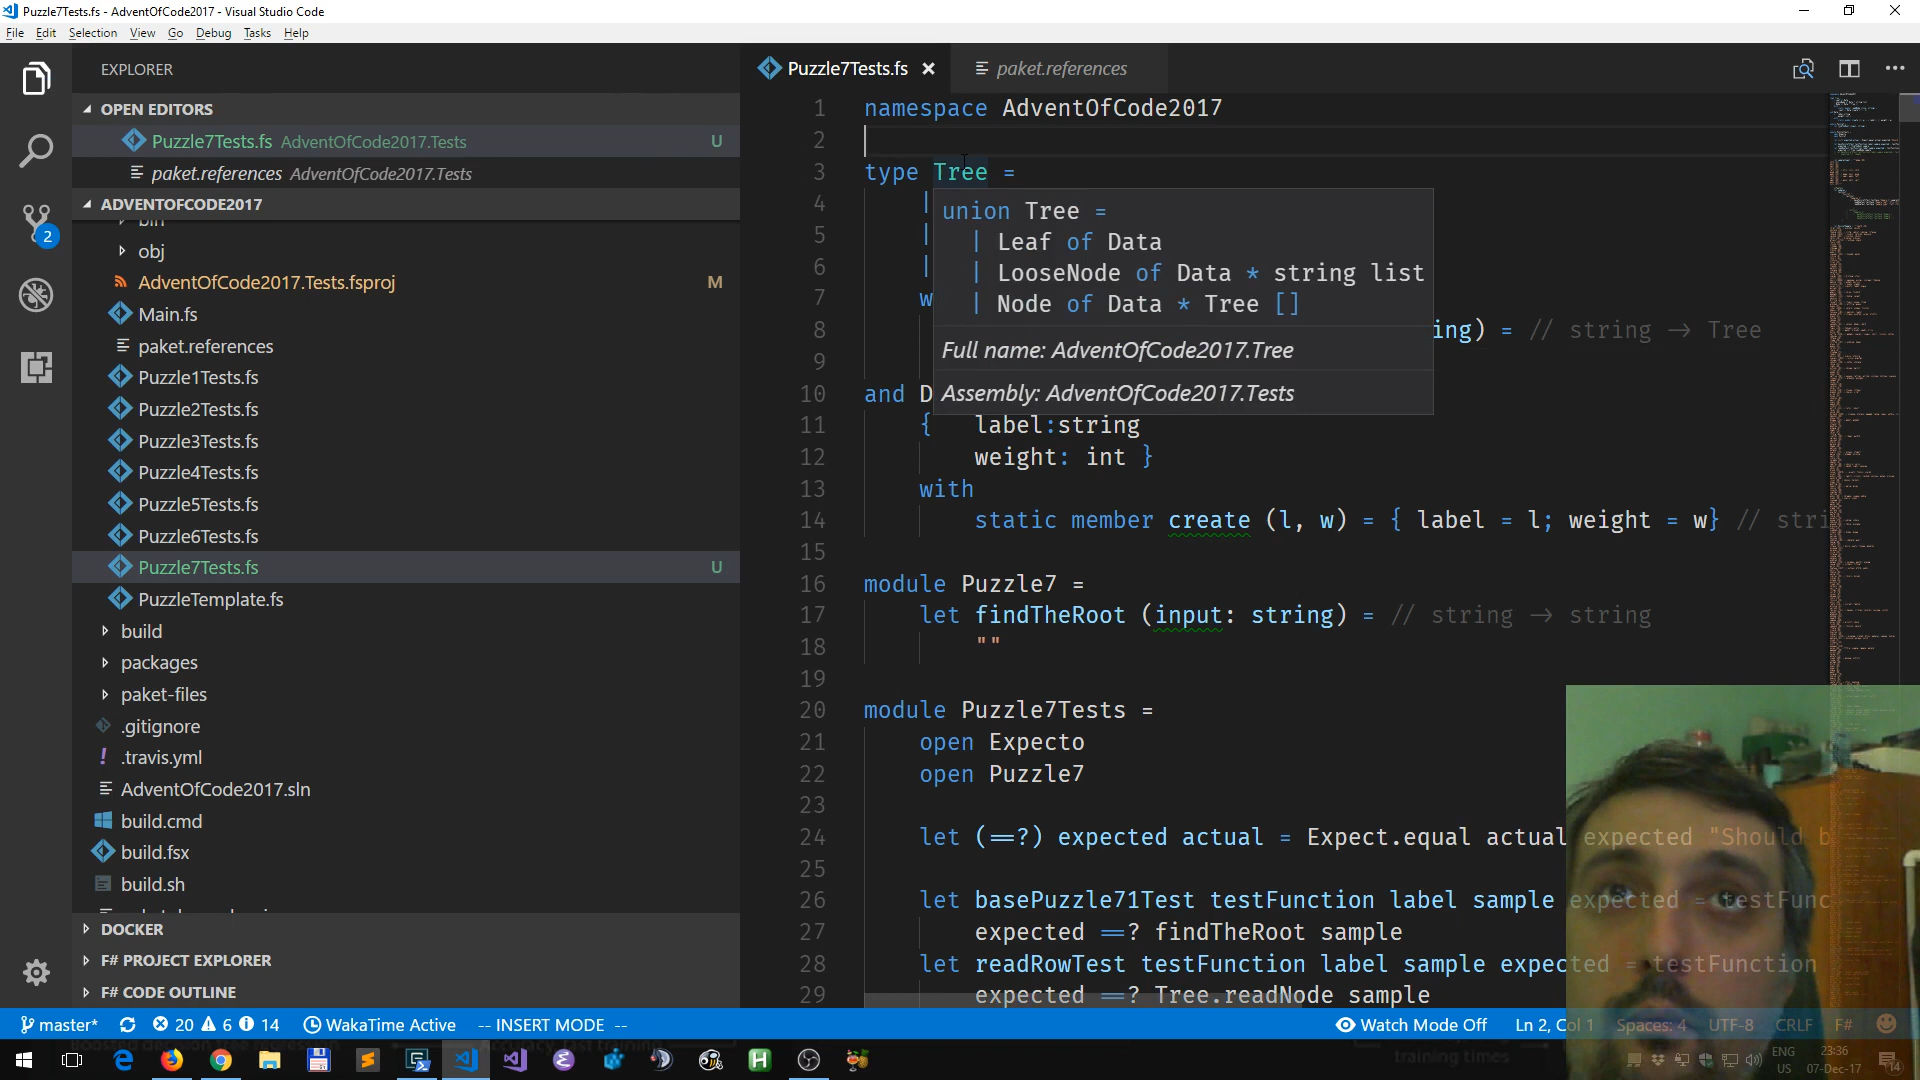 Puzzle7Tests.fs - AdventOfCode2017 - Visual Studio Code
File Edit Selection View Go Debug Tasks Help
EXPLORER
OPEN EDITORS
Puzzle7Tests.fs AdventOfCode2017.Tests U
paket.references AdventOfCode2017.Tests
ADVENTOFCODE2017
bin
obj
AdventOfCode2017.Tests.fsproj M
Main.fs
paket.references
Puzzle1Tests.fs
Puzzle2Tests.fs
Puzzle3Tests.fs
Puzzle4Tests.fs
Puzzle5Tests.fs
Puzzle6Tests.fs
Puzzle7Tests.fs U
PuzzleTemplate.fs
build
packages
paket-files
.gitignore
.travis.yml
AdventOfCode2017.sln
build.cmd
build.fsx
build.sh
DOCKER
F# PROJECT EXPLORER
F# CODE OUTLINE
2
Puzzle7Tests.fs paket.references
1 namespace AdventOfCode2017
2
3 type Tree =
4 |
5 |
6 |
7 w
8 ing) = // string → Tree
9
10 and D
11 { label:string
12 weight: int }
13 with
14 static member create (l, w) = { label = l; weight = w} // stri
15
16 module Puzzle7 =
17 let findTheRoot (input: string) = // string → string
18 ""
19
20 module Puzzle7Tests =
21 open Expecto
22 open Puzzle7
23
24 let (==?) expected actual = Expect.equal actual expected "Should b
25
26 let basePuzzle71Test testFunction label sample expected = testFunc
27 expected ==? findTheRoot sample
28 let readRowTest testFunction label sample expected = testFunction
29 expected ==? Tree.readNode sample
union Tree =
| Leaf of Data
| LooseNode of Data * string list
| Node of Data * Tree []
Full name: AdventOfCode2017.Tree
Assembly: AdventOfCode2017.Tests
master* 20 6 14 WakaTime Active -- INSERT MODE -- Watch Mode Off Ln 2, Col 1 Spaces: 4 UTF-8 CRLF F#
training times
ENG
US
23:36
07-Dec-17
14